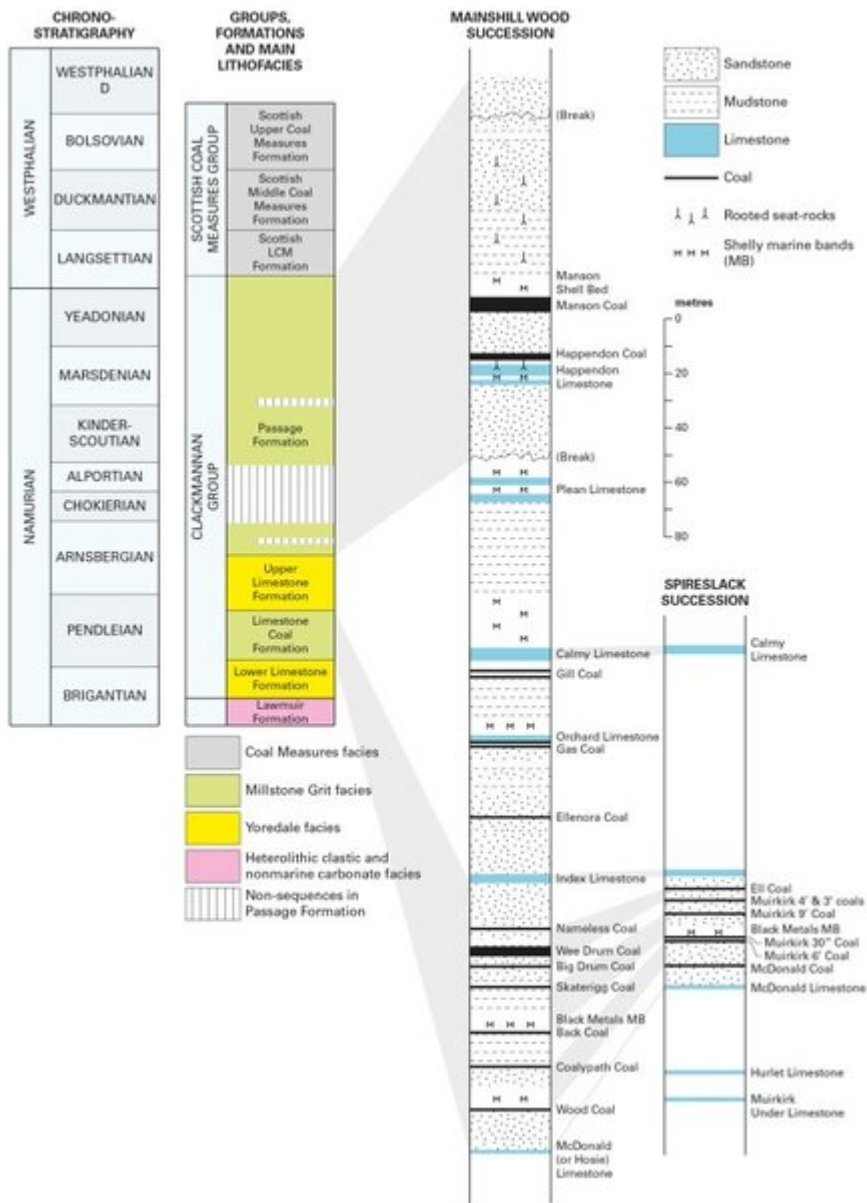 CHRONO-
STRATIGRAPHY
WESTPHALIAN
WESTPHALIAN
D
BOLSOVIAN
DUCKMANTIAN
LANGSETTIAN
NAMURIAN
YEADONIAN
MARSDENIAN
KINDER-
SCOUTIAN
ALPORTIAN
CHOKIERIAN
ARNSBERGIAN
PENDLEIAN
BRIGANTIAN
GROUPS,
FORMATIONS
AND MAIN
LITHOFACIES
SCOTTISH COAL
MEASURES GROUP
Scottish
Upper Coal
Measures
Formation
Scottish
Middle Coal
Measures
Formation
Scottish
LCM
Formation
CLACKMANNAN
GROUP
Passage
Formation
Upper
Limestone
Formation
Limestone
Coal
Formation
Lower Limestone
Formation
Lawmuir
Formation
Coal Measures facies
Millstone Grit facies
Yoredale facies
Heterolithic clastic and
nonmarine carbonate facies
Non-sequences in
Passage Formation
MAINSHILL WOOD
SUCCESSION
(Break)
Manson
Shell Bed
Manson Coal
Happendon Coal
Happendon
Limestone
(Break)
Plean Limestone
Calmy Limestone
Gill Coal
Orchard Limestone
Gas Coal
Ellenora Coal
Index Limestone
Nameless Coal
Wee Drum Coal
Big Drum Coal
Skaterigg Coal
Black Metals MB
Back Coal
Coalypath Coal
Wood Coal
McDonald
(or Hosie)
Limestone
Sandstone
Mudstone
Limestone
Coal
Rooted seat-rocks
Shelly marine bands
(MB)
metres
0
20
40
60
80
SPIRESLACK
SUCCESSION
Calmy
Limestone
Ell Coal
Muirkirk 4' & 3' coals
Muirkirk 9' Coal
Black Metals MB
Muirkirk 30" Coal
Muirkirk 6' Coal
McDonald Coal
McDonald Limestone
Hurlet Limestone
Muirkirk
Under Limestone